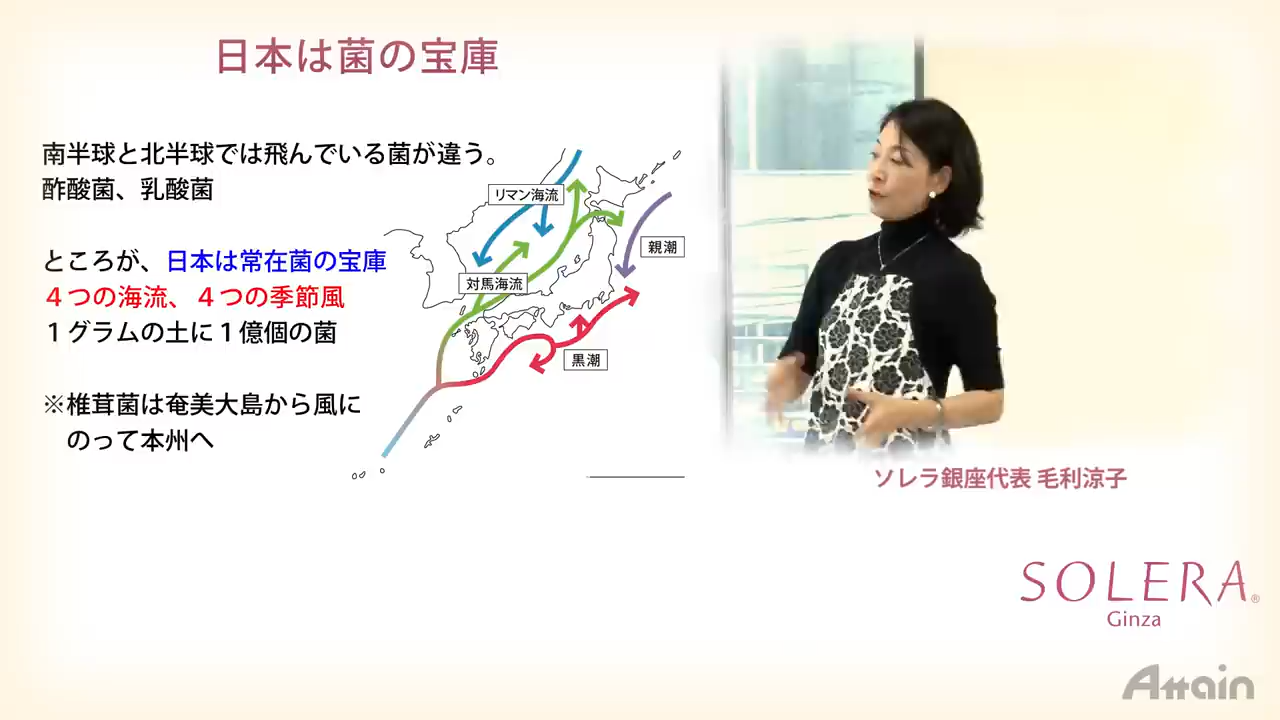 日本は菌の宝庫
南半球と北半球では飛んでいる菌が違う。
酢酸菌、乳酸菌
ところが、日本は常在菌の宝庫
４つの海流、４つの季節風
１グラムの土に１億個の菌
※椎茸菌は奄美大島から風に
のって本州へ
リマン海流
親潮
対馬海流
黒潮
ソレラ銀座代表 毛利涼子
SOLERA®
Ginza
Attain